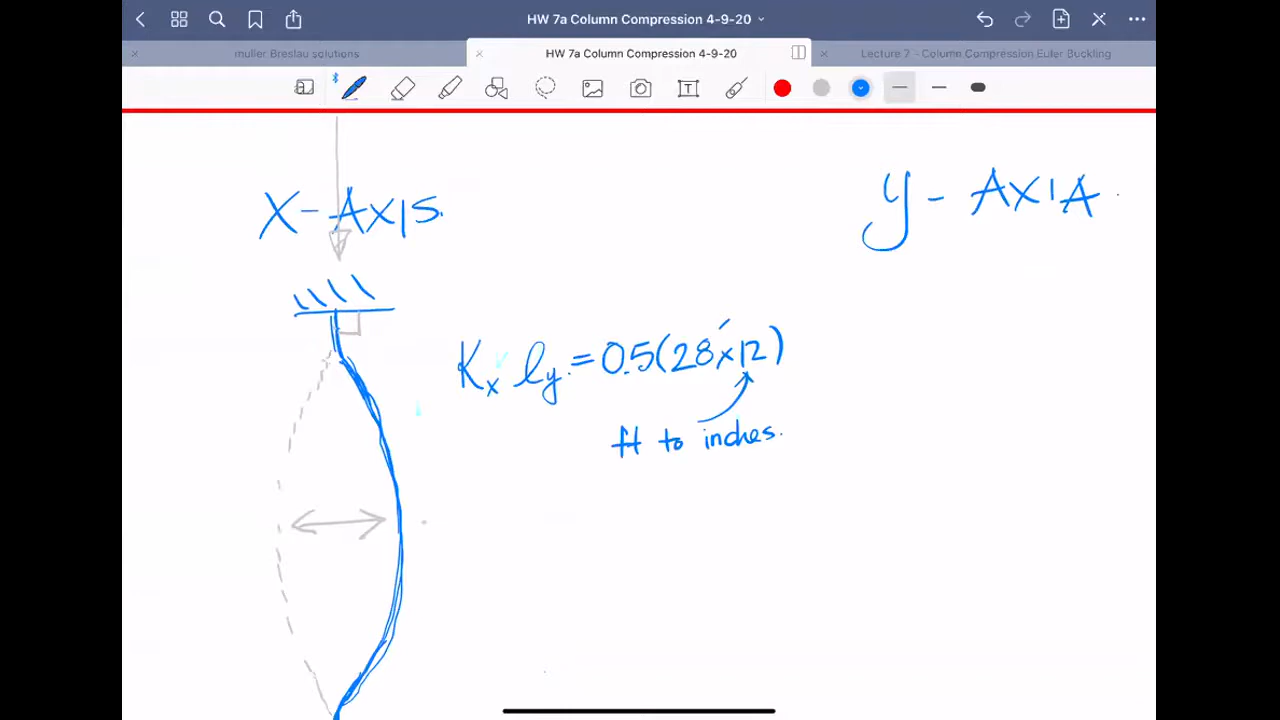 HW 7a Column Compression 4-9-20
muller Breslau solutions
HW 7a Column Compression 4-9-20
Lecture 7 - Column Compression Euler Buckling
X-Axis.
y-AXIA
Kx ly = 0.5(28'x12)
ft to inches.